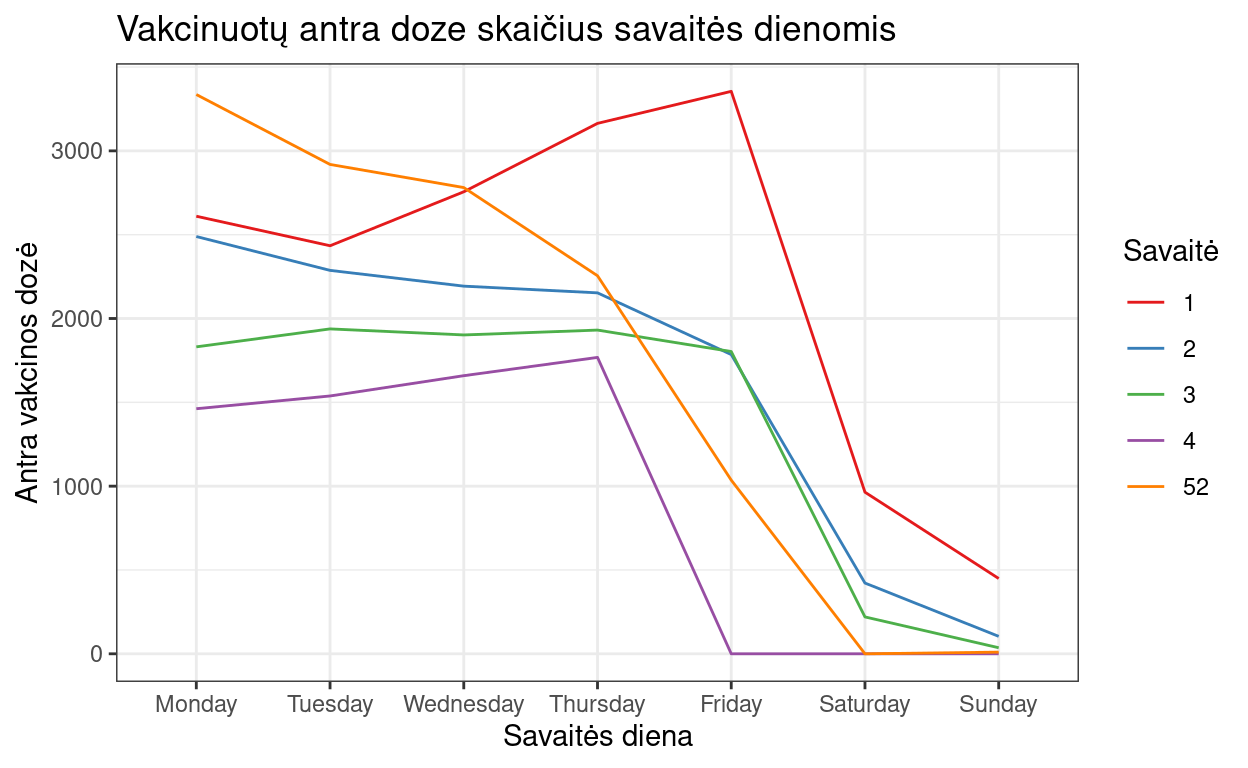 Vakcinuotų antra doze skaičius savaitės dienomis
Antra vakcinos dozė
3000
2000
1000
0
Monday Tuesday Wednesday Thursday Friday Saturday Sunday
Savaitės diena
Savaitė
1
2
3
4
52